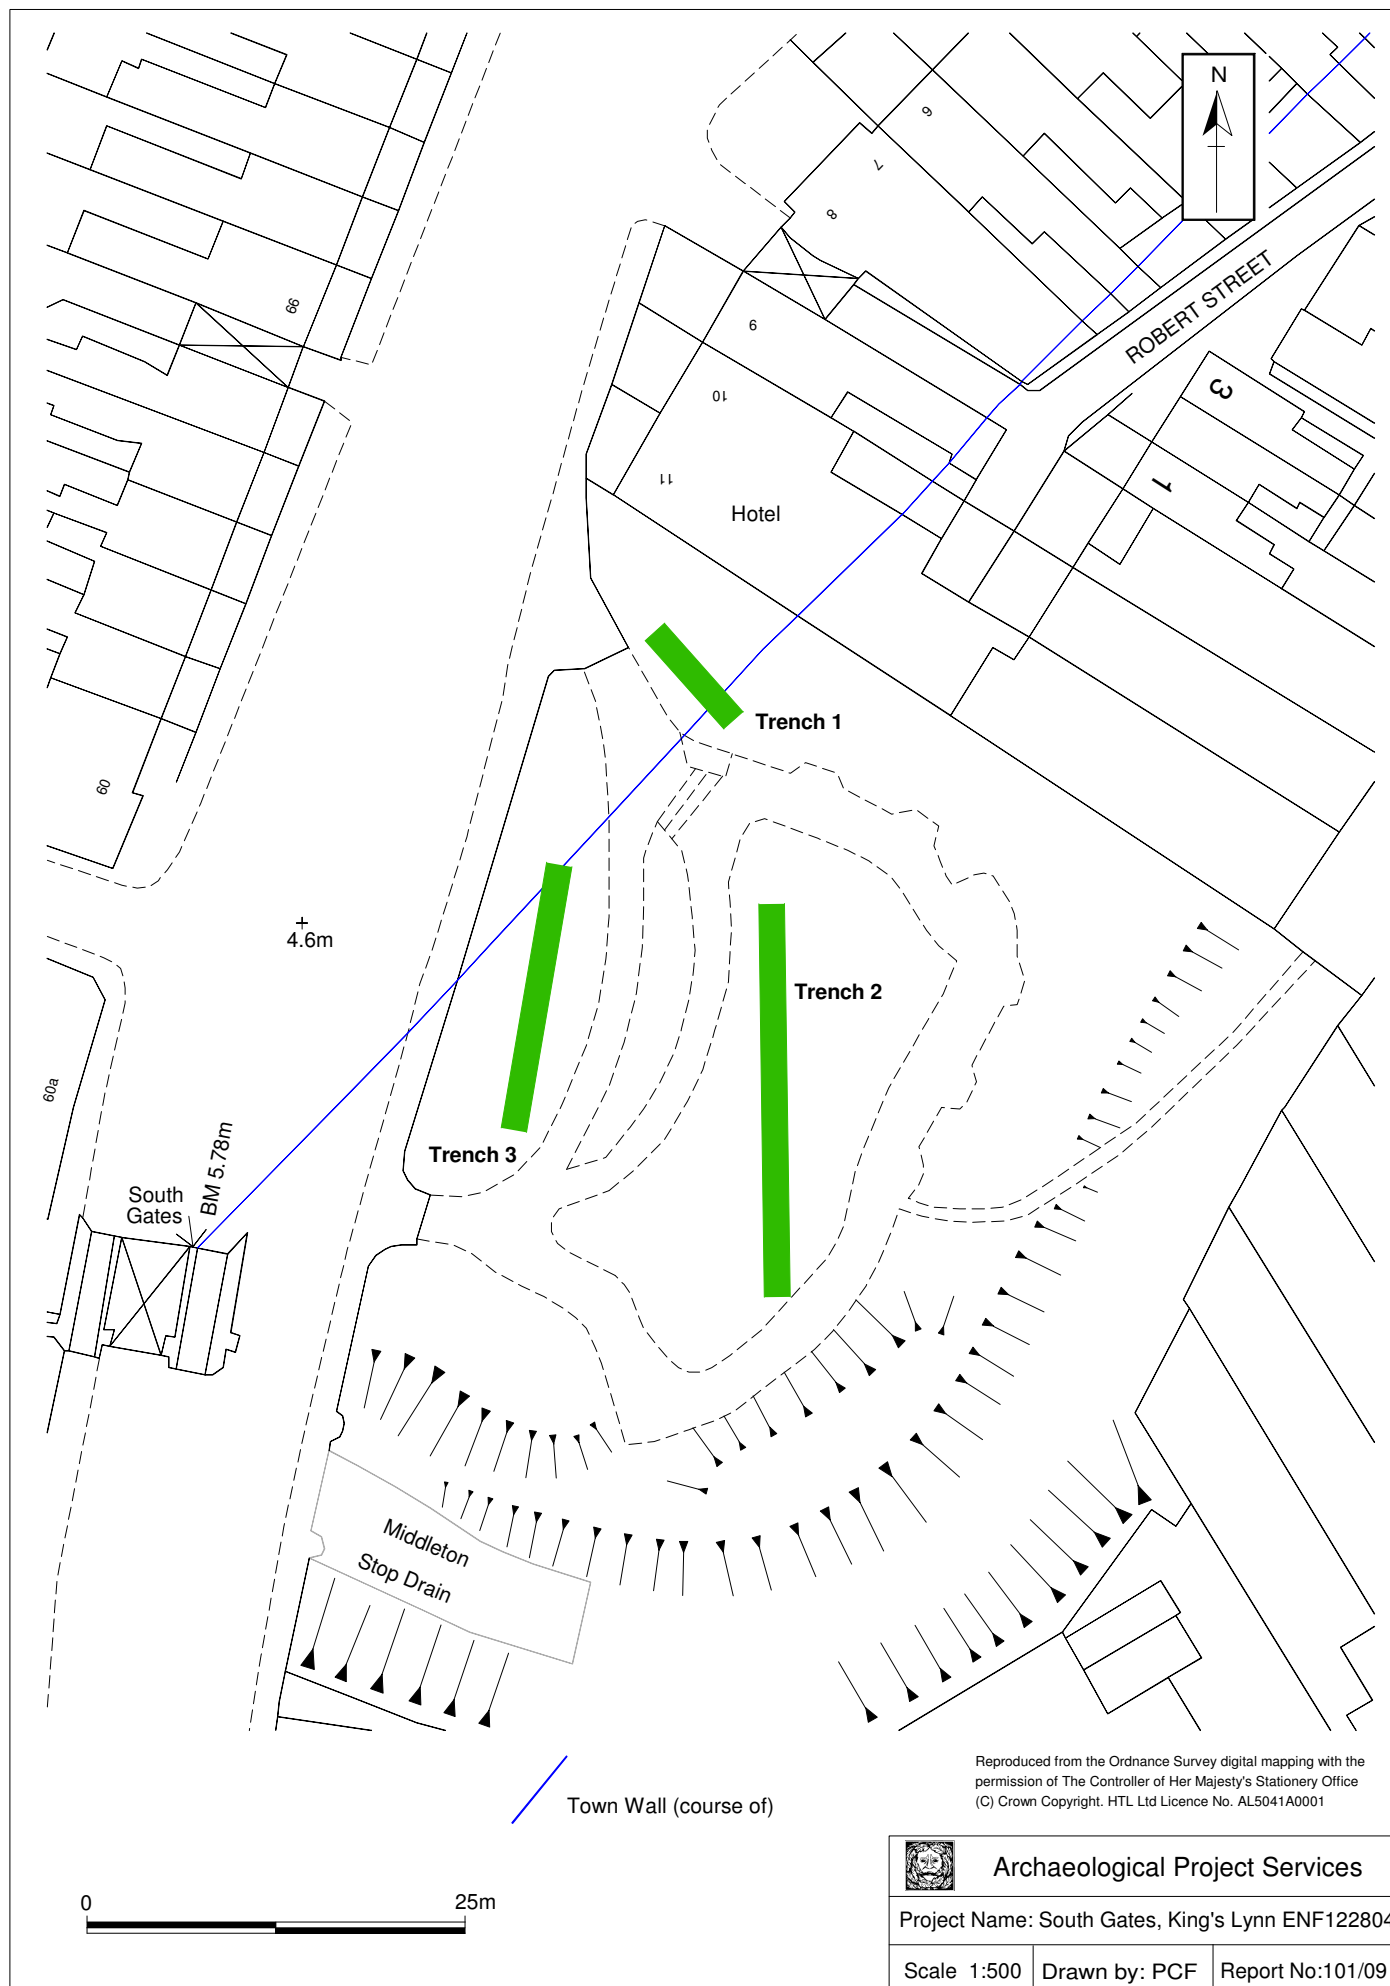 N
6
7
8
ROBERT STREET
66
9
10
3
11
1
Hotel
Trench 1
60
4.6m
Trench 2
60a
Trench 3
BM 5.78m
South
Gates
Middleton
Stop Drain
Town Wall (course of)
Reproduced from the Ordnance Survey digital mapping with the
permission of The Controller of Her Majesty's Stationery Office
(C) Crown Copyright. HTL Ltd Licence No. AL5041A0001
0
25m
Archaeological Project Services
Project Name: South Gates, King's Lynn ENF122804
Scale 1:500
Drawn by: PCF
Report No:101/09